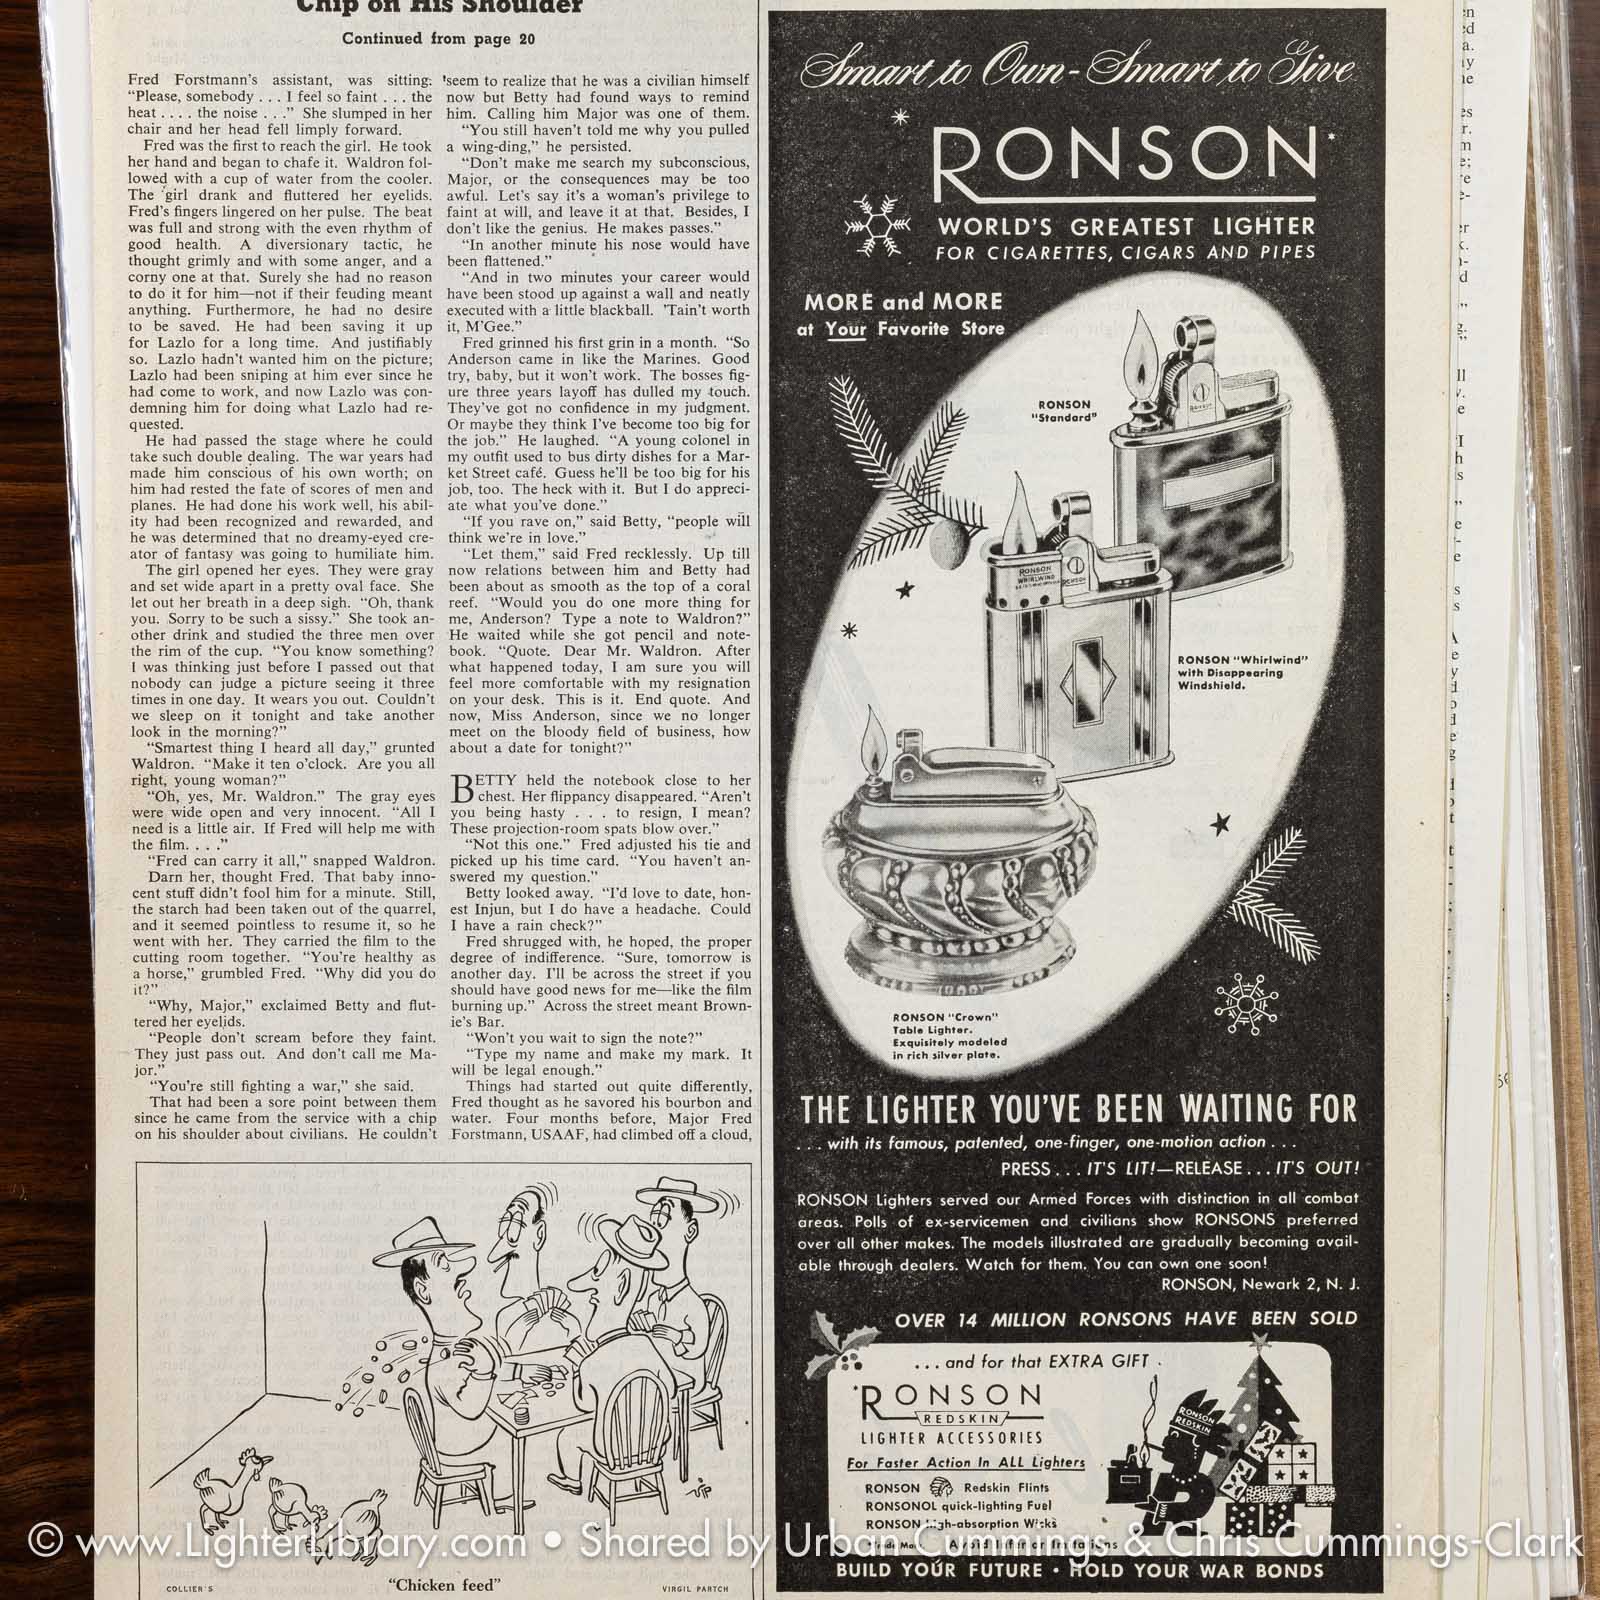 Chip on His Shoulder
Continued from page 20
Fred Forstmann's assistant, was sitting.
"Please, somebody . . . I feel so faint . . . the
heat . . . . the noise . . ." She slumped in her
chair and her head fell limply forward.
Fred was the first to reach the girl. He took
her hand and began to chafe it. Waldron fol-
lowed with a cup of water from the cooler.
The girl drank and fluttered her eyelids.
Fred's fingers lingered on her pulse. The beat
was full and strong with the even rhythm of
good health. A diversionary tactic, he
thought grimly and with some anger, and a
corny one at that. Surely she had no reason
to do it for him—not if their feuding meant
anything. Furthermore, he had no desire
to be saved. He had been saving it up
for Lazlo for a long time. And justifiably
so. Lazlo hadn't wanted him on the picture;
Lazlo had been sniping at him ever since he
had come to work, and now Lazlo was con-
demning him for doing what Lazlo had re-
quested.
He had passed the stage where he could
take such double dealing. The war years had
made him conscious of his own worth; on
him had rested the fate of scores of men and
planes. He had done his work well, his abil-
ity had been recognized and rewarded, and
he was determined that no dreamy-eyed cre-
ator of fantasy was going to humiliate him.
The girl opened her eyes. They were gray
and set wide apart in a pretty oval face. She
let out her breath in a deep sigh. "Oh, thank
you. Sorry to be such a sissy." She took an-
other drink and studied the three men over
the rim of the cup. "You know something?
I was thinking just before I passed out that
nobody can judge a picture seeing it three
times in one day. It wears you out. Couldn't
we sleep on it tonight and take another
look in the morning?"
"Smartest thing I heard all day," grunted
Waldron. "Make it ten o'clock. Are you all
right, young woman?"
"Oh, yes, Mr. Waldron." The gray eyes
were wide open and very innocent. "All I
need is a little air. If Fred will help me with
the film. . . ."
"Fred can carry it all," snapped Waldron.
Darn her, thought Fred. That baby inno-
cent stuff didn't fool him for a minute. Still,
the starch had been taken out of the quarrel,
and it seemed pointless to resume it, so he
went with her. They carried the film to the
cutting room together. "You're healthy as
a horse," grumbled Fred. "Why did you do
it?"
"Why, Major," exclaimed Betty and flut-
tered her eyelids.
"People don't scream before they faint.
They just pass out. And don't call me Ma-
jor."
"You're still fighting a war," she said.
That had been a sore point between them
since he came from the service with a chip
on his shoulder about civilians. He couldn't
seem to realize that he was a civilian himself
now but Betty had found ways to remind
him. Calling him Major was one of them.
"You still haven't told me why you pulled
a wing-ding," he persisted.
"Don't make me search my subconscious,
Major, or the consequences may be too
awful. Let's say it's a woman's privilege to
faint at will, and leave it at that. Besides, I
don't like the genius. He makes passes."
"In another minute his nose would have
been flattened."
"And in two minutes your career would
have been stood up against a wall and neatly
executed with a little blackball. 'Tain't worth
it, M'Gee."
Fred grinned his first grin in a month. "So
Anderson came in like the Marines. Good
try, baby, but it won't work. The bosses fig-
ure three years layoff has dulled my touch.
They've got no confidence in my judgment.
Or maybe they think I've become too big for
the job." He laughed. "A young colonel in
my outfit used to bus dirty dishes for a Mar-
ket Street café. Guess he'll be too big for his
job, too. The heck with it. But I do appreci-
ate what you've done."
"If you rave on," said Betty, "people will
think we're in love."
"Let them," said Fred recklessly. Up till
now relations between him and Betty had
been about as smooth as the top of a coral
reef. "Would you do one more thing for
me, Anderson? Type a note to Waldron?"
He waited while she got pencil and note-
book. "Quote. Dear Mr. Waldron. After
what happened today, I am sure you will
feel more comfortable with my resignation
on your desk. This is it. End quote. And
now, Miss Anderson, since we no longer
meet on the bloody field of business, how
about a date for tonight?"
BETTY held the notebook close to her
chest. Her flippancy disappeared. "Aren't
you being hasty . . . to resign, I mean?
These projection-room spats blow over."
"Not this one." Fred adjusted his tie and
picked up his time card. "You haven't an-
swered my question."
Betty looked away. "I'd love to date, hon-
est Injun, but I do have a headache. Could
I have a rain check?"
Fred shrugged with, he hoped, the proper
degree of indifference. "Sure, tomorrow is
another day. I'll be across the street if you
should have good news for me—like the film
burning up." Across the street meant Brown-
ie's Bar.
"Won't you wait to sign the note?"
"Type my name and make my mark. It
will be legal enough."
Things had started out quite differently,
Fred thought as he savored his bourbon and
water. Four months before, Major Fred
Forstmann, USAAF, had climbed off a cloud,
VIP
COLLIER'S
"Chicken feed"
VIRGIL PARTCH
Smart to Own - Smart to Give
RONSON
WORLD'S GREATEST LIGHTER
FOR CIGARETTES, CIGARS AND PIPES
MORE and MORE
at Your Favorite Store
RONSON
"Standard"
RONSON
WHIRLWIND
RONSON
RONSON "Whirlwind"
with Disappearing
Windshield.
RONSON "Crown"
Table Lighter.
Exquisitely modeled
in rich silver plate.
THE LIGHTER YOU'VE BEEN WAITING FOR
. . . with its famous, patented, one-finger, one-motion action . . .
PRESS . . . IT'S LIT!—RELEASE . . . IT'S OUT!
RONSON Lighters served our Armed Forces with distinction in all combat
areas. Polls of ex-servicemen and civilians show RONSONS preferred
over all other makes. The models illustrated are gradually becoming avail-
able through dealers. Watch for them. You can own one soon!
RONSON, Newark 2, N. J.
OVER 14 MILLION RONSONS HAVE BEEN SOLD
. . . and for that EXTRA GIFT .
RONSON
REDSKIN
LIGHTER ACCESSORIES
For Faster Action In ALL Lighters
RONSON Redskin Flints
RONSONOL quick-lighting Fuel
RONSON high-absorption Wicks
Trade Mark Avoid Inferior Imitations
RONSON
REDSKIN
BUILD YOUR FUTURE • HOLD YOUR WAR BONDS
© www.LighterLibrary.com • Shared by Urban Cummings & Chris Cummings-Clark